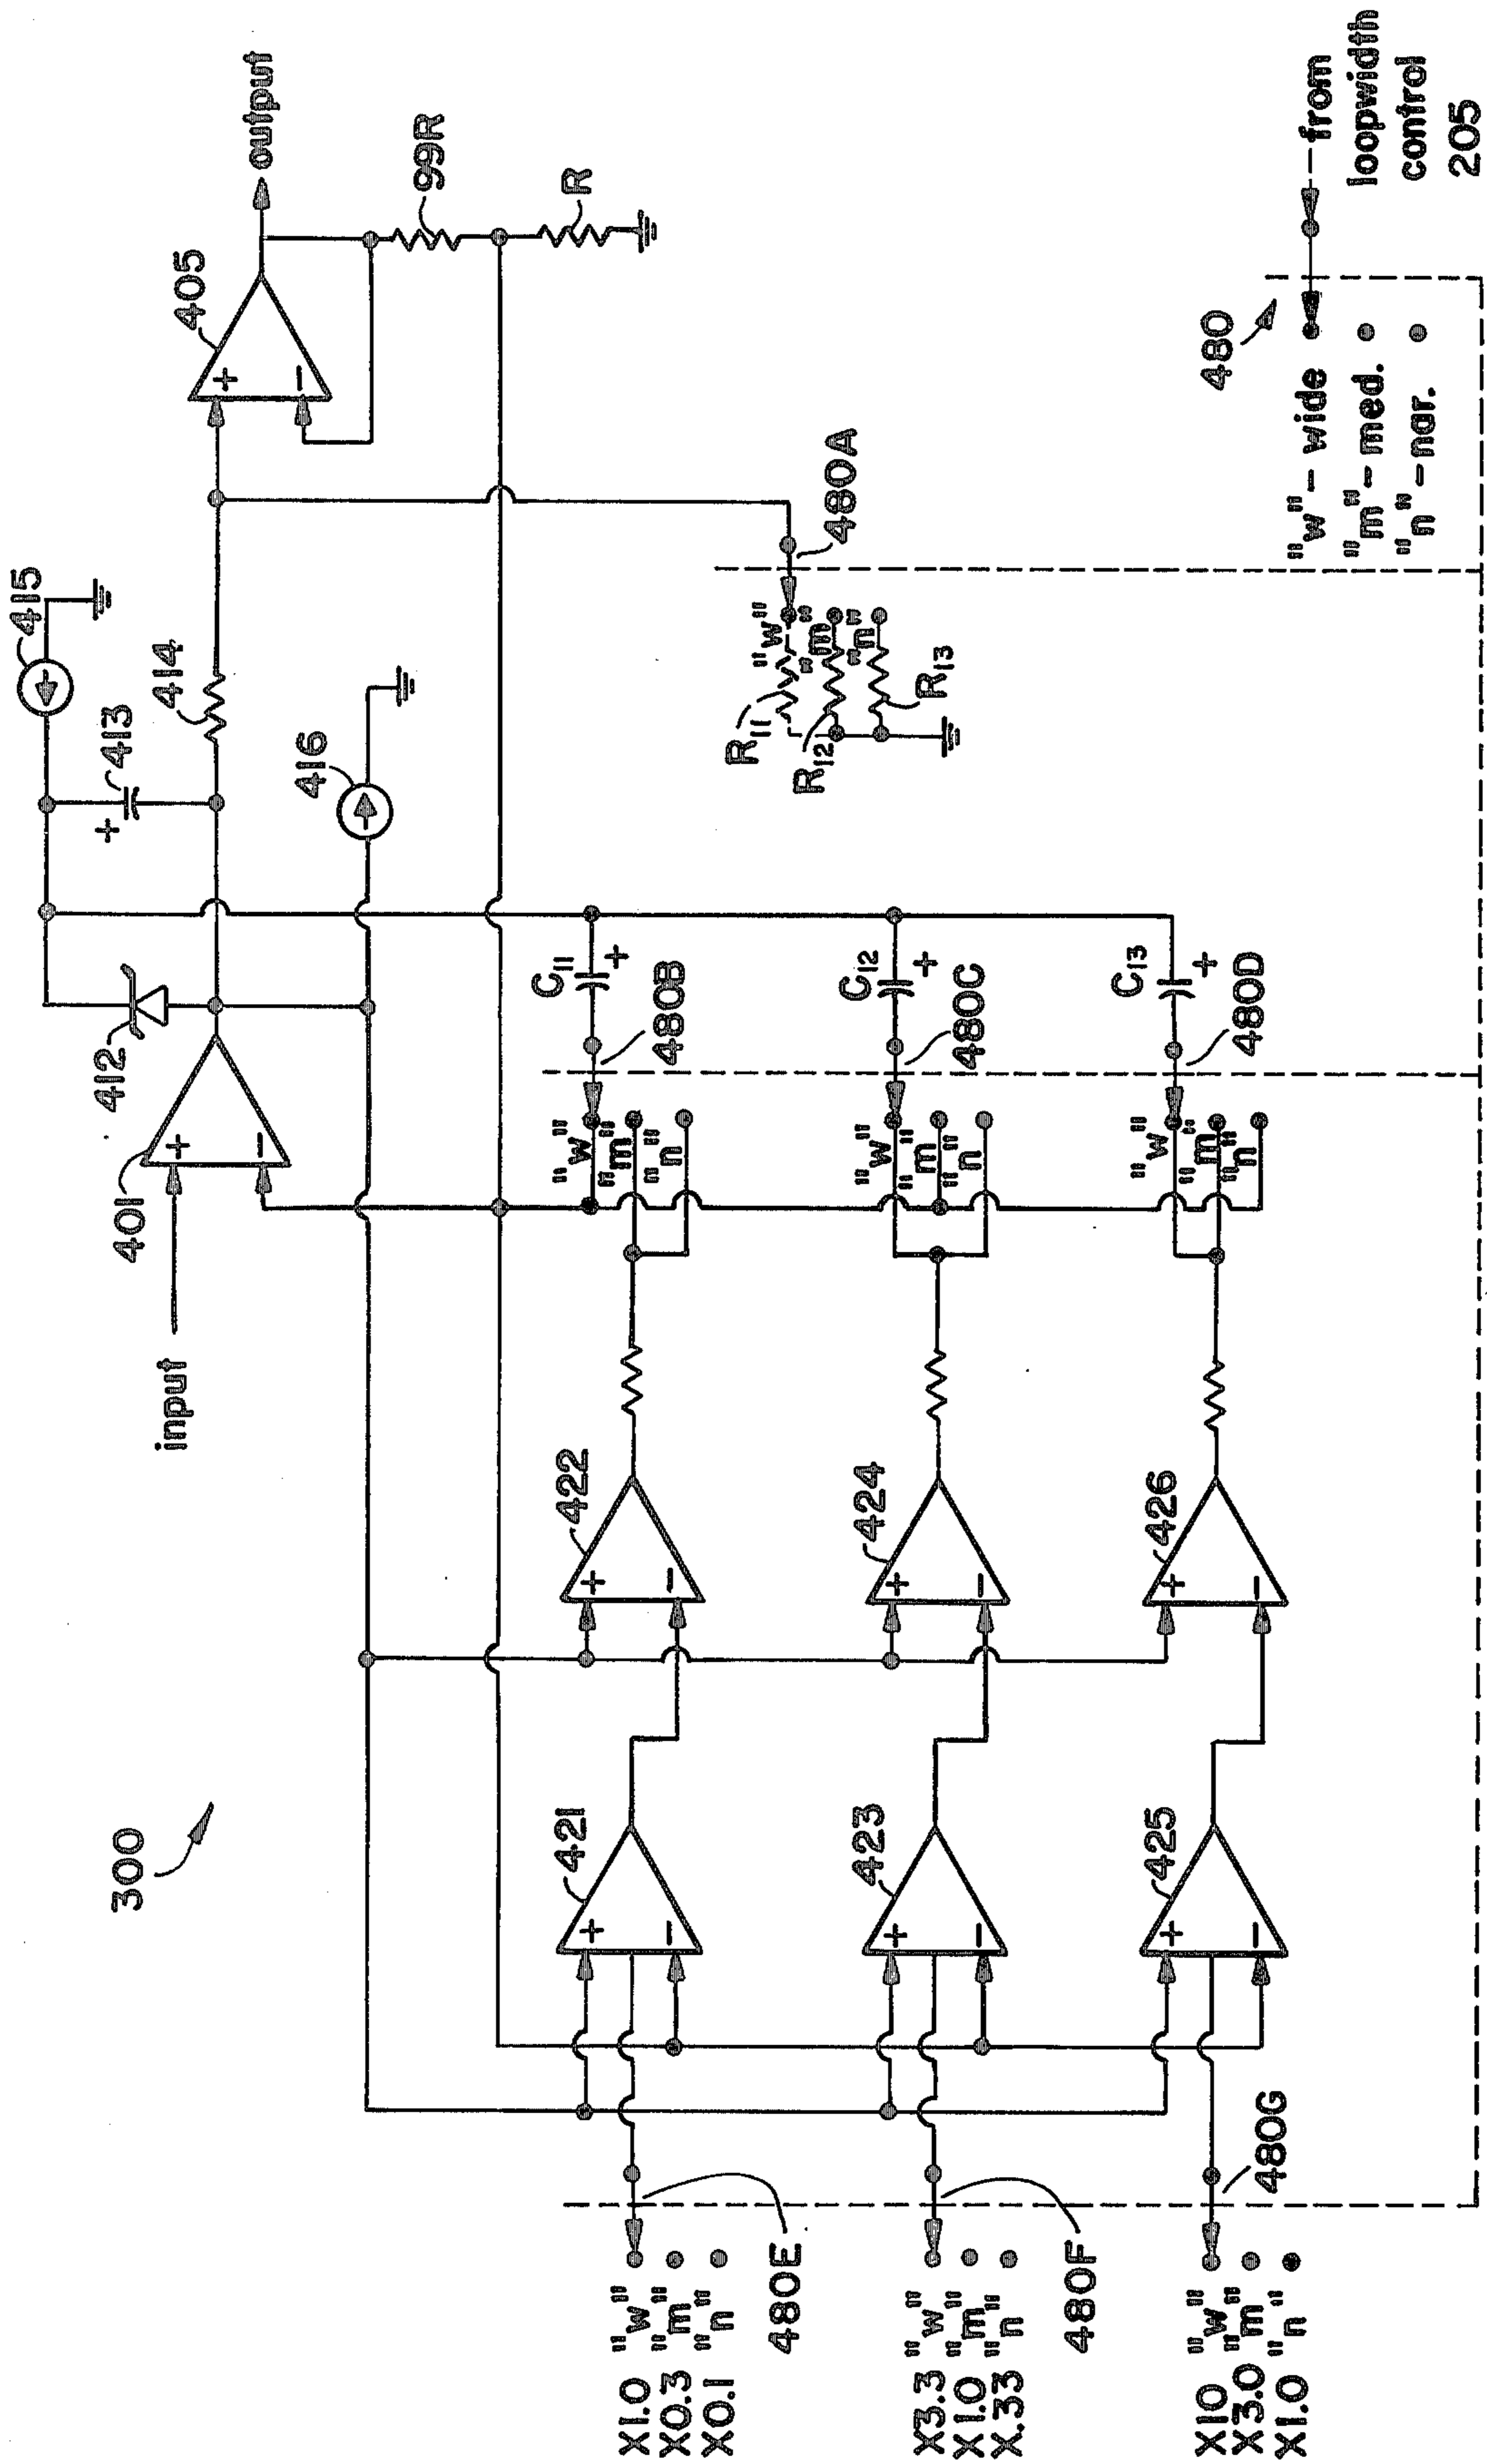 300
input
401
+
−
412
+
413
415
414
416
405
+
−
output
99R
R
421
+
−
422
+
−
423
+
−
424
+
−
425
+
−
426
+
−
X1.0 "w"
X0.3 "m"
X0.1 "n"
480E
X3.3 "w"
X1.0 "m"
X.33 "n"
480F
X10 "w"
X3.0 "m"
X1.0 "n"
480G
"w"
"m"
"n"
480B
C11
+
"w"
"m"
"n"
480C
C12
+
"w"
"m"
"n"
480D
C13
+
R11
R12
R13
"w"
"m"
"n"
480A
480
"w" – wide
"m" – med.
"n" – nar.
from
loopwidth
control
205